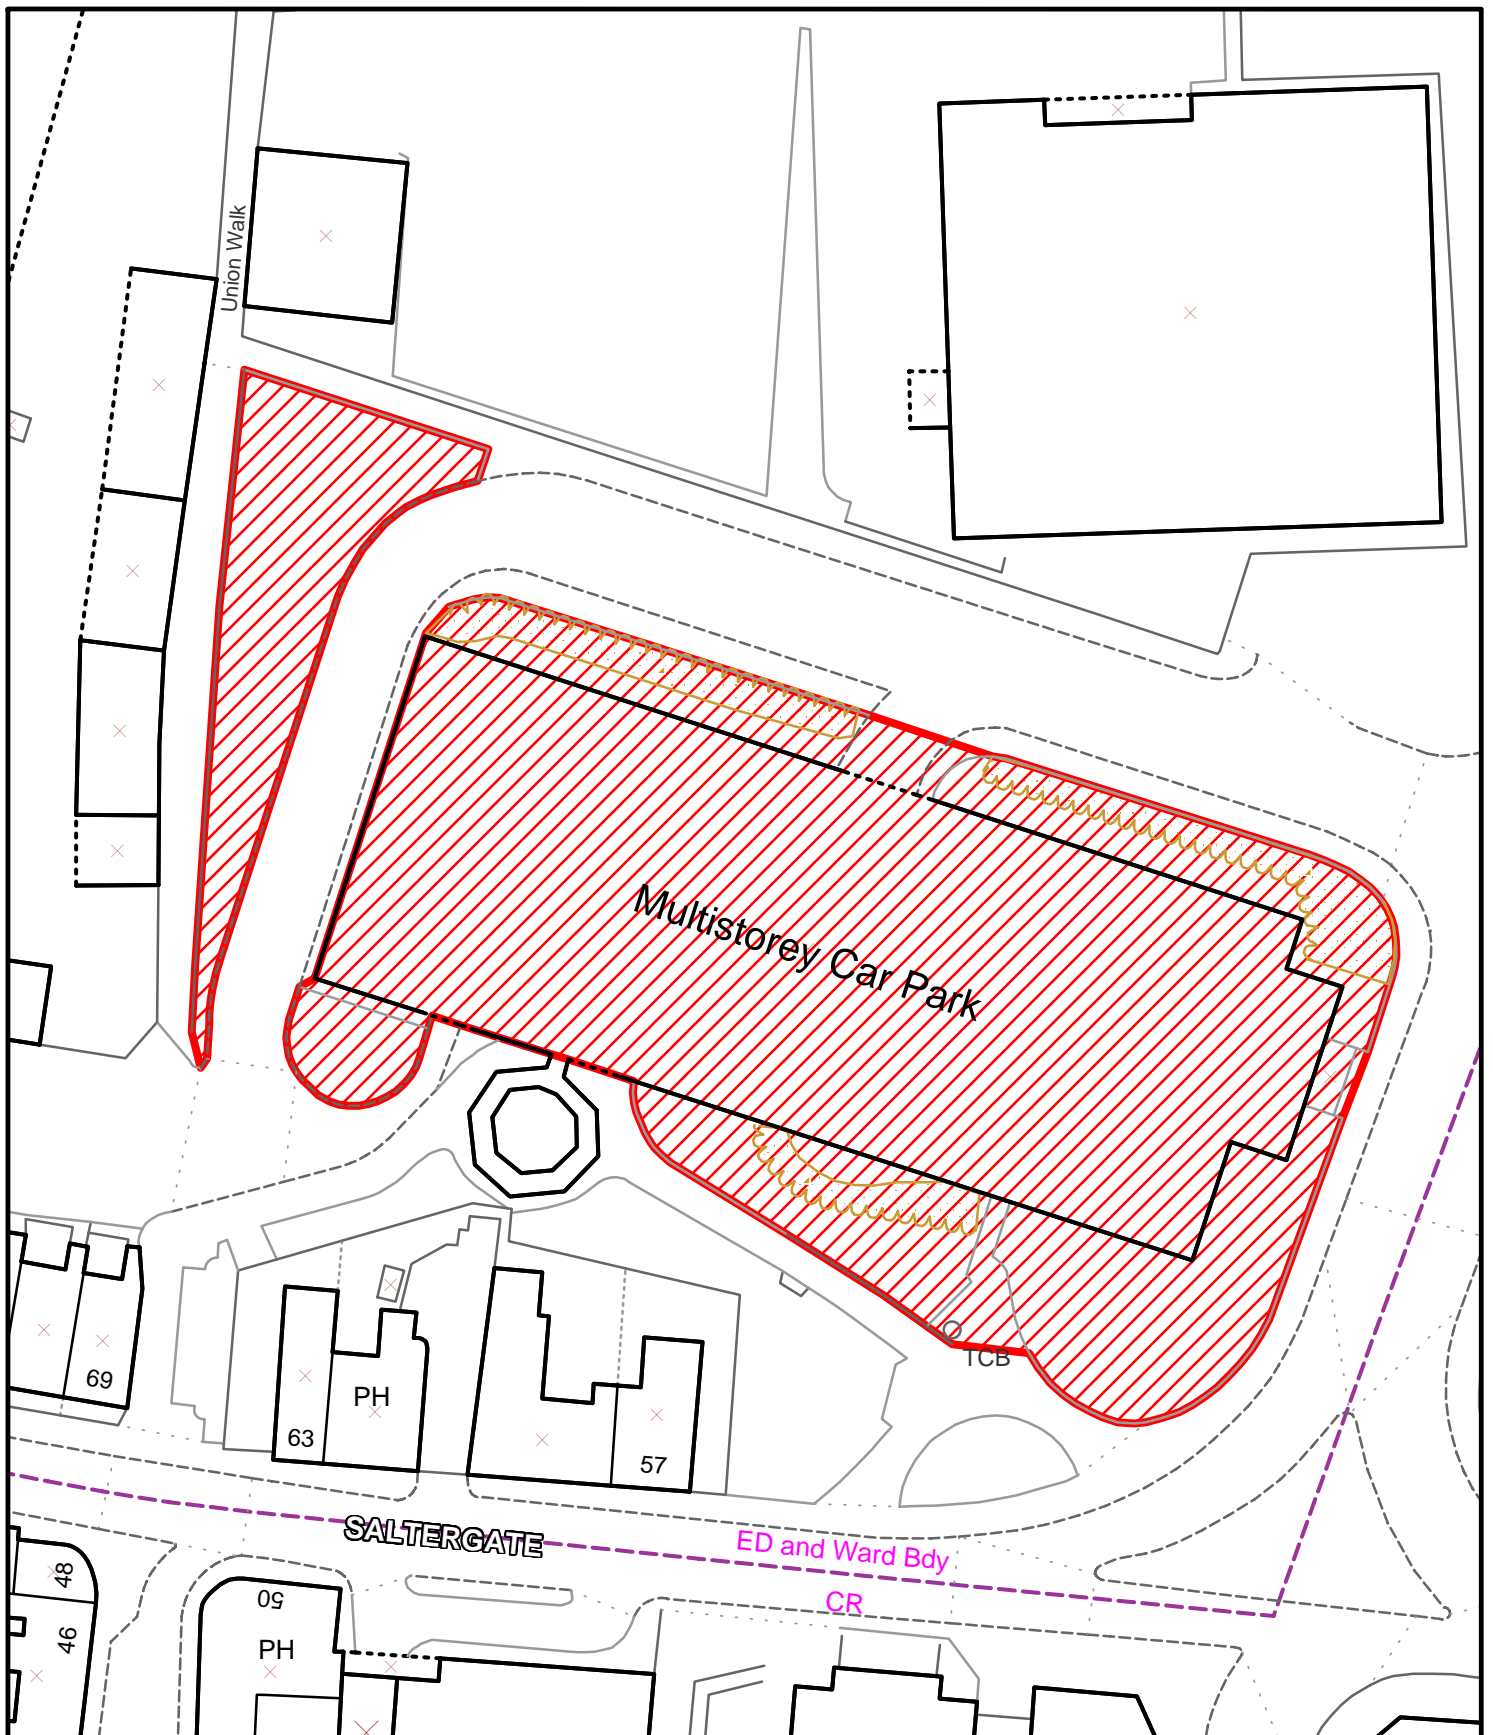 Union Walk
Multistorey Car Park
TCB
69
PH
63
57
SALTERGATE
ED and Ward Bdy
CR
48
50
46
PH